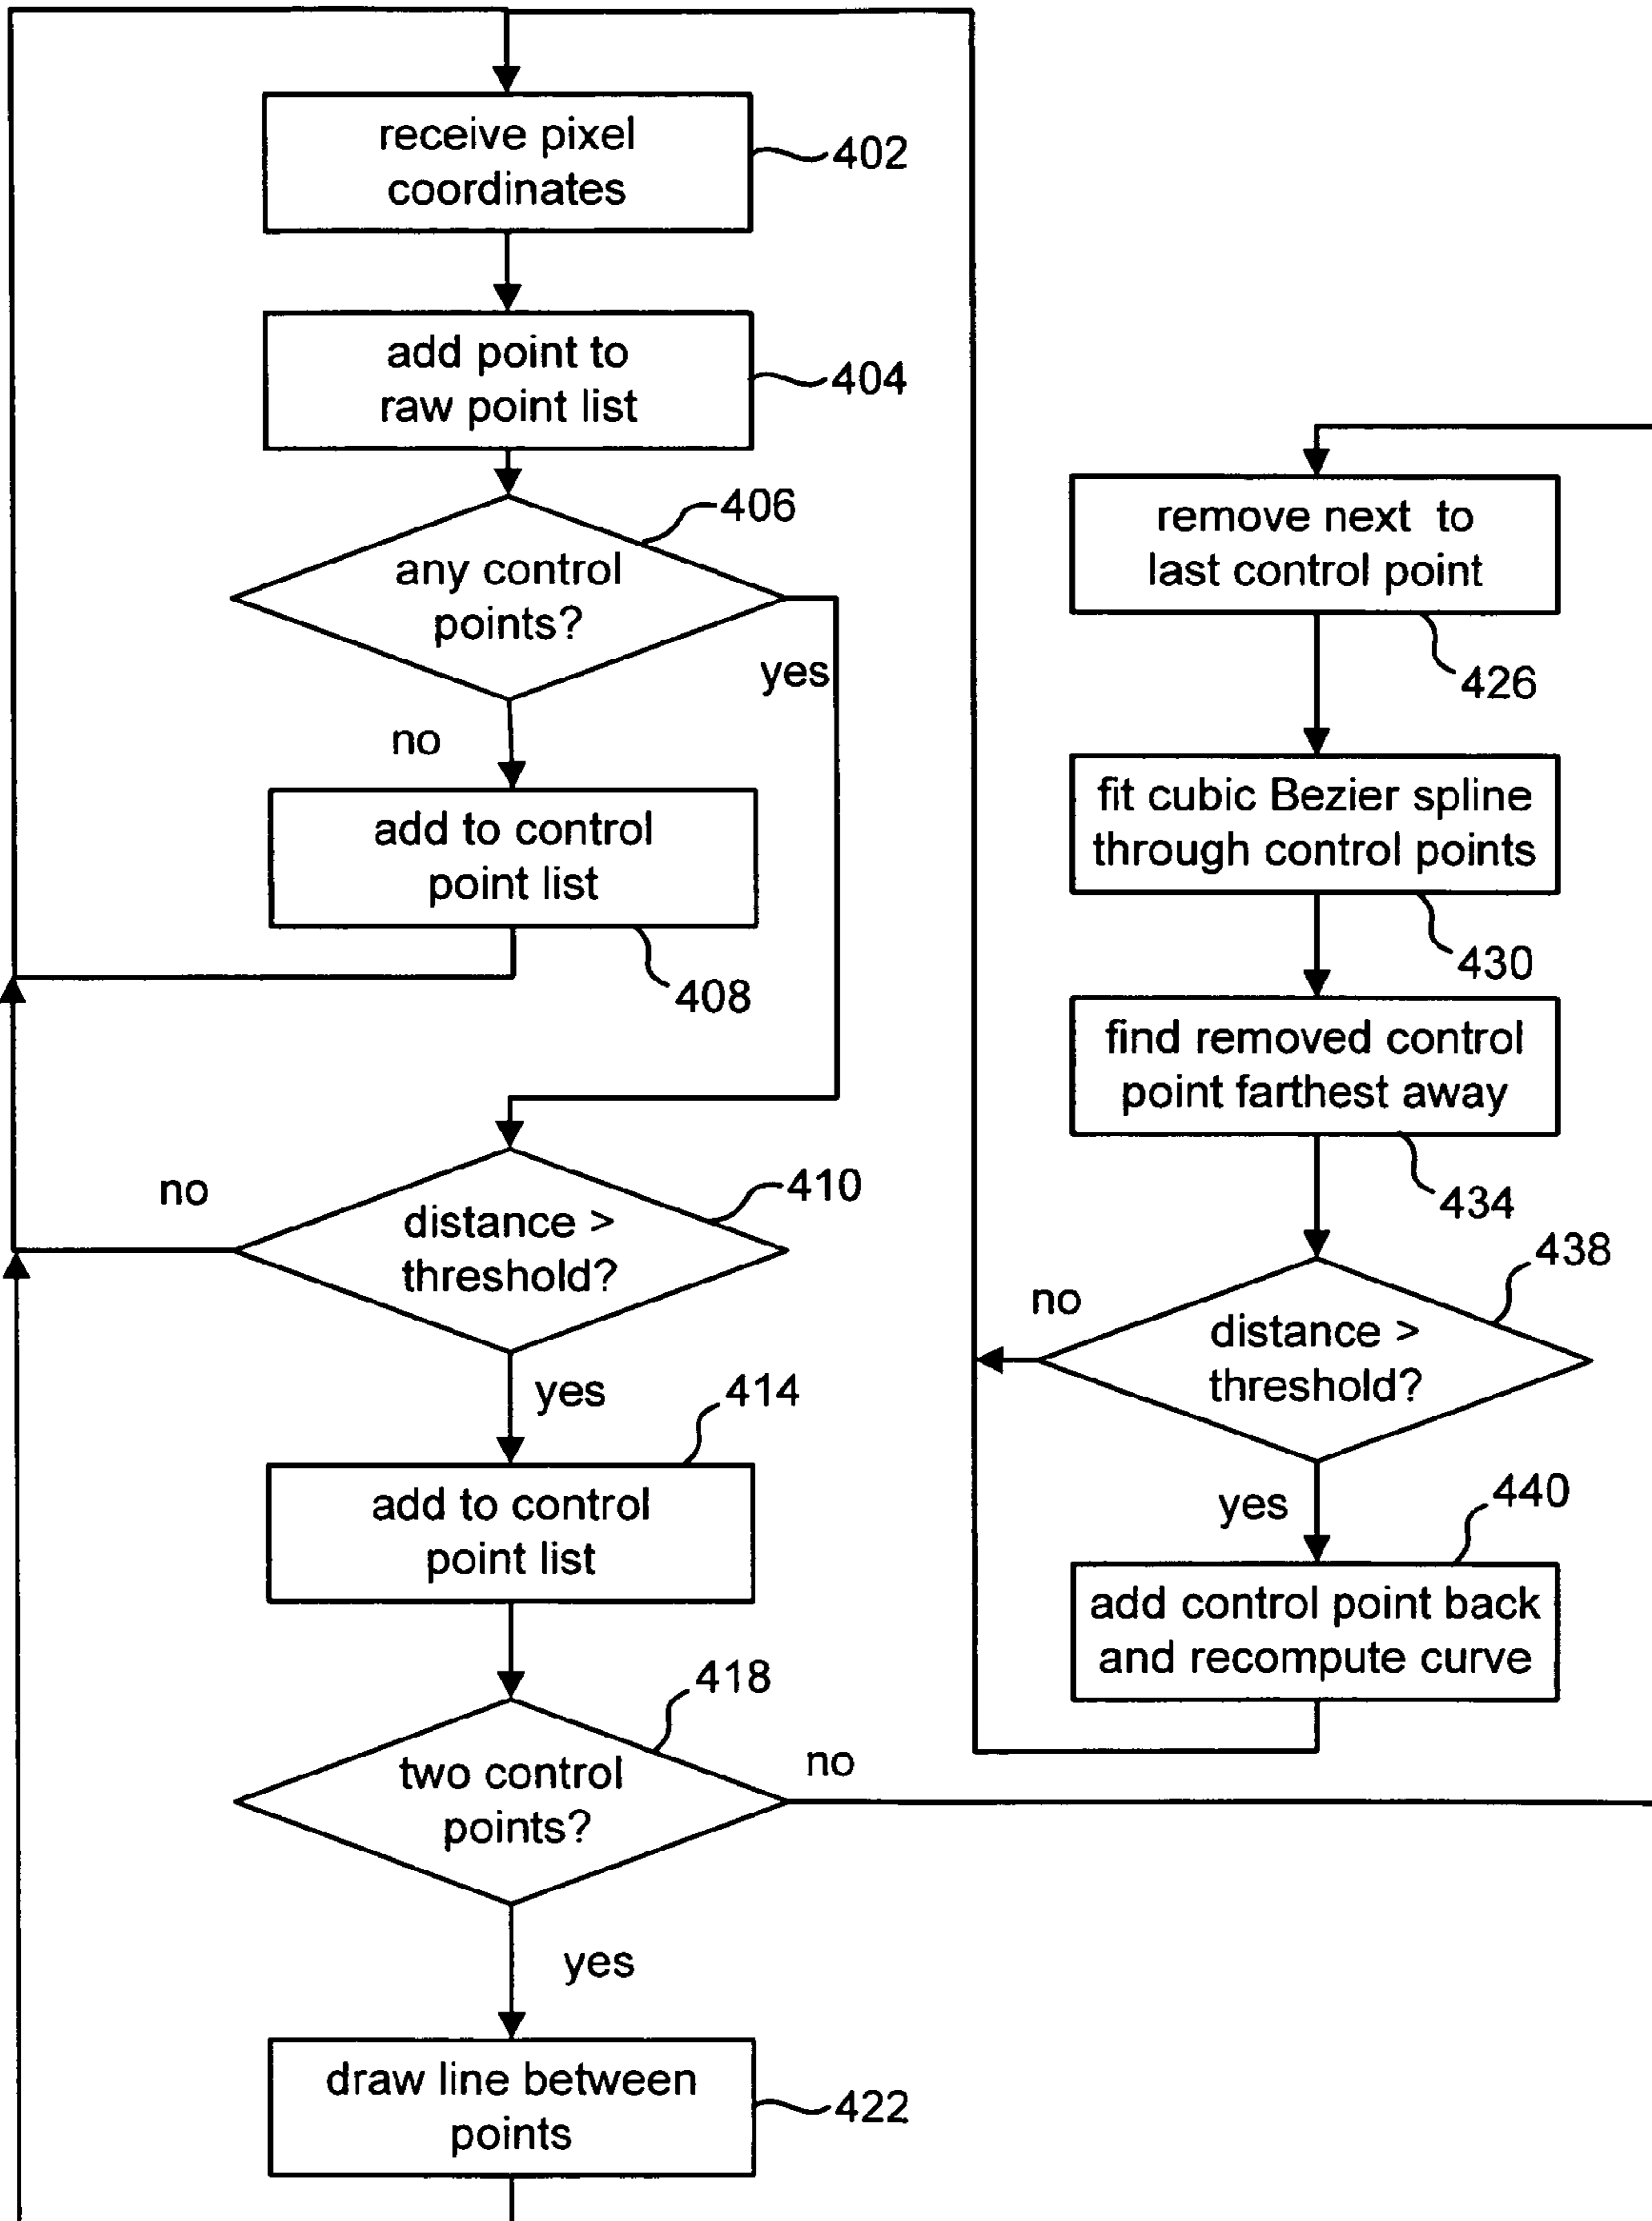 receive pixel
coordinates
402
add point to
raw point list
404
406
any control
points?
yes
no
add to control
point list
408
no
410
distance >
threshold?
yes
414
add to control
point list
418
two control
points?
no
yes
draw line between
points
422
remove next to
last control point
426
fit cubic Bezier spline
through control points
430
find removed control
point farthest away
434
438
no
distance >
threshold?
yes
440
add control point back
and recompute curve